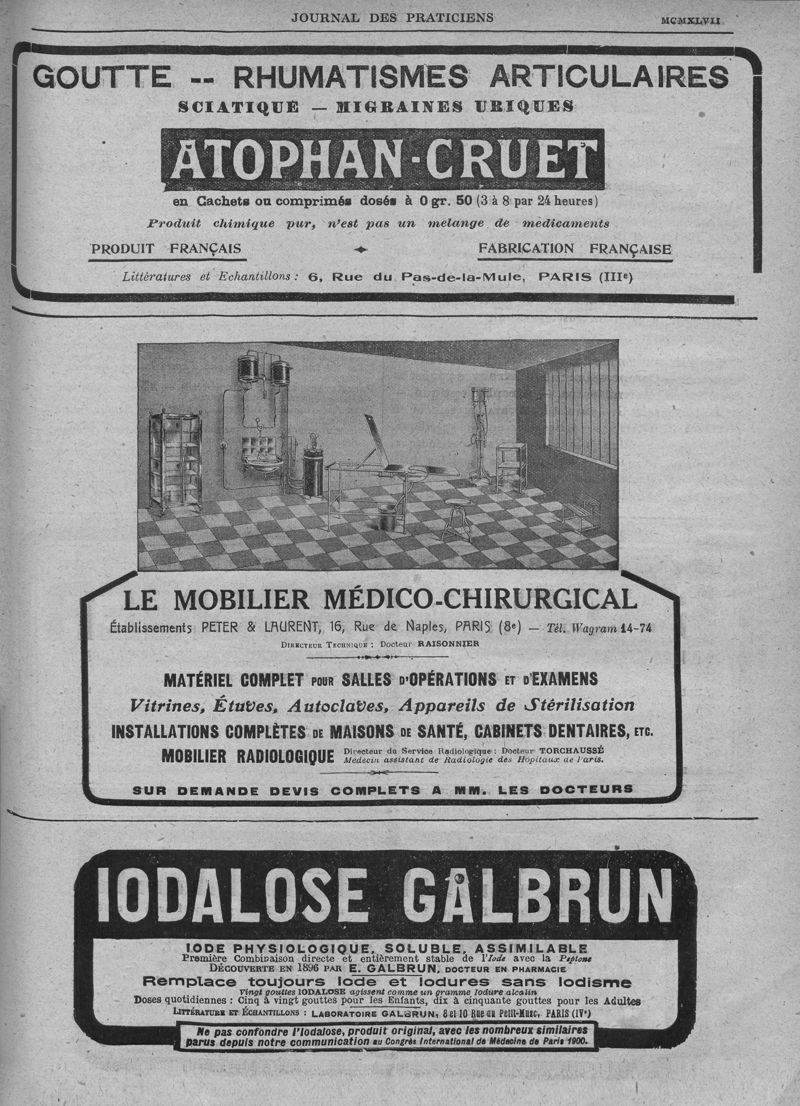 JOURNAL DES PRATICIENS
MCMXLVII
GOUTTE -- RHUMATISMES ARTICULAIRES
SCIATIQUE — MIGRAINES URIQUES
ATOPHAN-CRUET
en Cachets ou comprimés dosés à 0 gr. 50 (3 à 8 par 24 heures)
Produit chimique pur, n'est pas un mélange de médicaments
PRODUIT FRANÇAIS
FABRICATION FRANÇAISE
Littératures et Echantillons : 6, Rue du Pas-de-la-Mule, PARIS (IIIe)
LE MOBILIER MÉDICO-CHIRURGICAL
Établissements PETER & LAURENT, 16, Rue de Naples, PARIS (8e) — Tél. Wagram 14-74
DIRECTEUR TECHNIQUE : Docteur RAISONNIER
MATÉRIEL COMPLET POUR SALLES D'OPÉRATIONS ET D'EXAMENS
Vitrines, Étuves, Autoclaves, Appareils de Stérilisation
INSTALLATIONS COMPLÈTES DE MAISONS DE SANTÉ, CABINETS DENTAIRES, ETC.
MOBILIER RADIOLOGIQUE
Directeur du Service Radiologique : Docteur TORCHAUSSÉ
Médecin assistant de Radiologie des Hôpitaux de Paris.
SUR DEMANDE DEVIS COMPLETS A MM. LES DOCTEURS
IODALOSE GALBRUN
IODE PHYSIOLOGIQUE, SOLUBLE, ASSIMILABLE
Première Combinaison directe et entièrement stable de l'Iode avec la Peptone
DÉCOUVERTE EN 1896 PAR E. GALBRUN, DOCTEUR EN PHARMACIE
Remplace toujours Iode et Iodures sans Iodisme
Vingt gouttes IODALOSE agissent comme un gramme Iodure alcalin
Doses quotidiennes : Cinq à vingt gouttes pour les Enfants, dix à cinquante gouttes pour les Adultes
LITTÉRATURE ET ÉCHANTILLONS : LABORATOIRE GALBRUN, 8 et 10 Rue du Petit-Musc, PARIS (IVe)
Ne pas confondre l'Iodalose, produit original, avec les nombreux similaires
parus depuis notre communication au Congrès International de Médecine de Paris 1900.